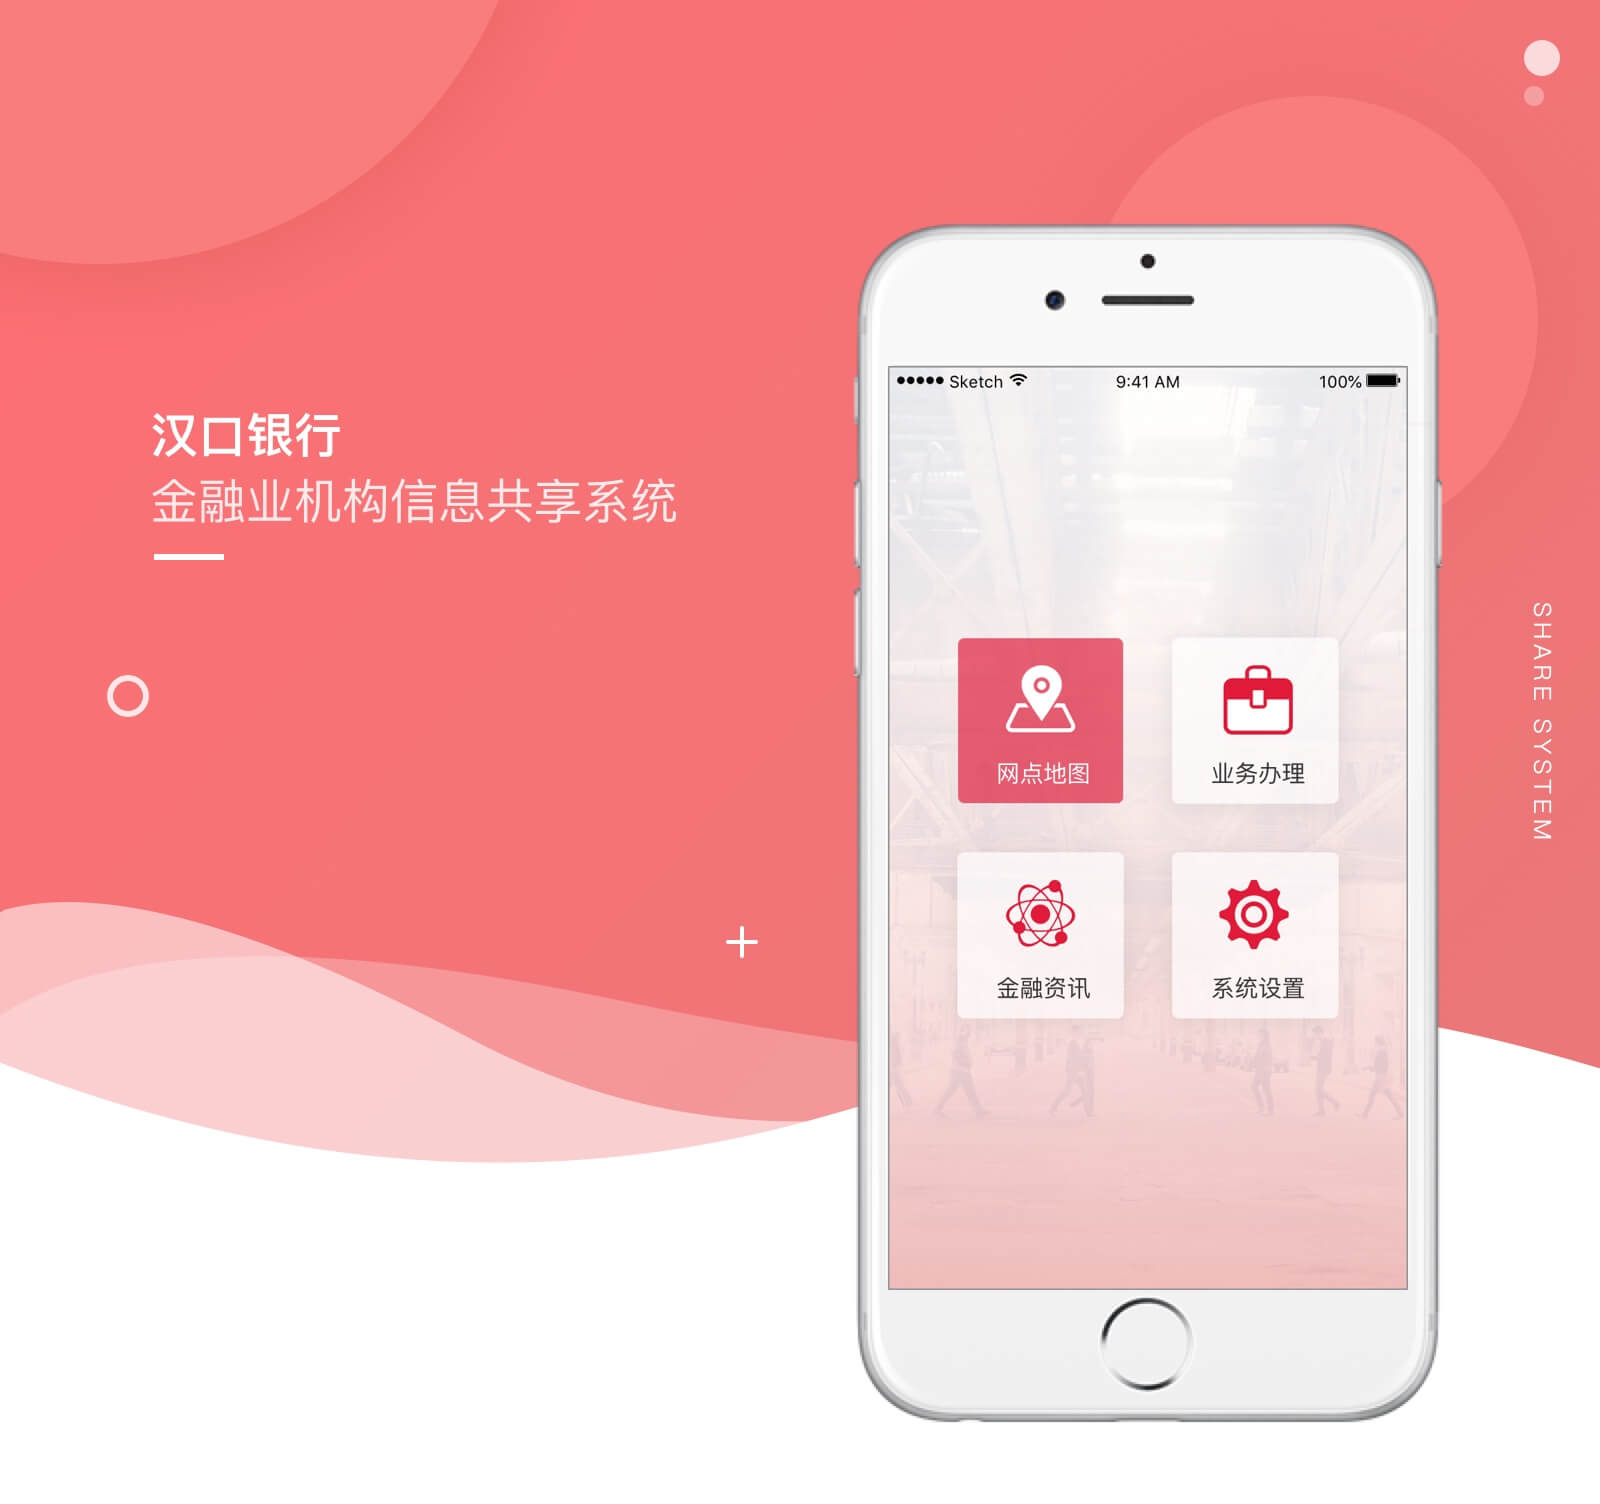 汉口银行
金融业机构信息共享系统
Sketch 9:41 AM 100%
网点地图 业务办理
金融资讯 系统设置
SHARE SYSTEM